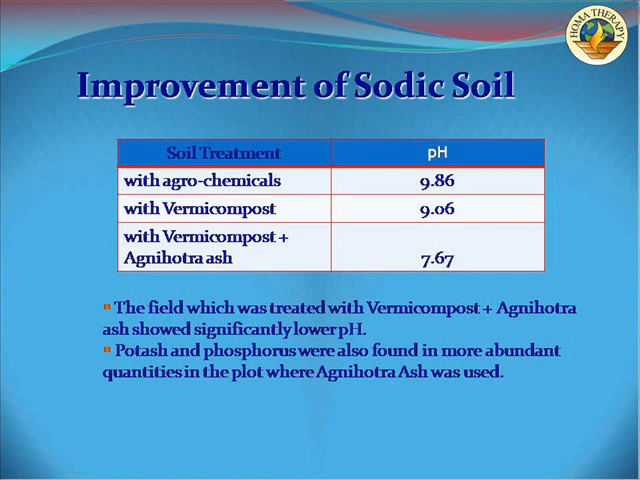 HOMA THERAPY
Improvement of Sodic Soil
Soil Treatment pH
with agro-chemicals 9.86
with Vermicompost 9.06
with Vermicompost +
Agnihotra ash 7.67
The field which was treated with Vermicompost + Agnihotra
ash showed significantly lower pH.
Potash and phosphorus were also found in more abundant
quantities in the plot where Agnihotra Ash was used.